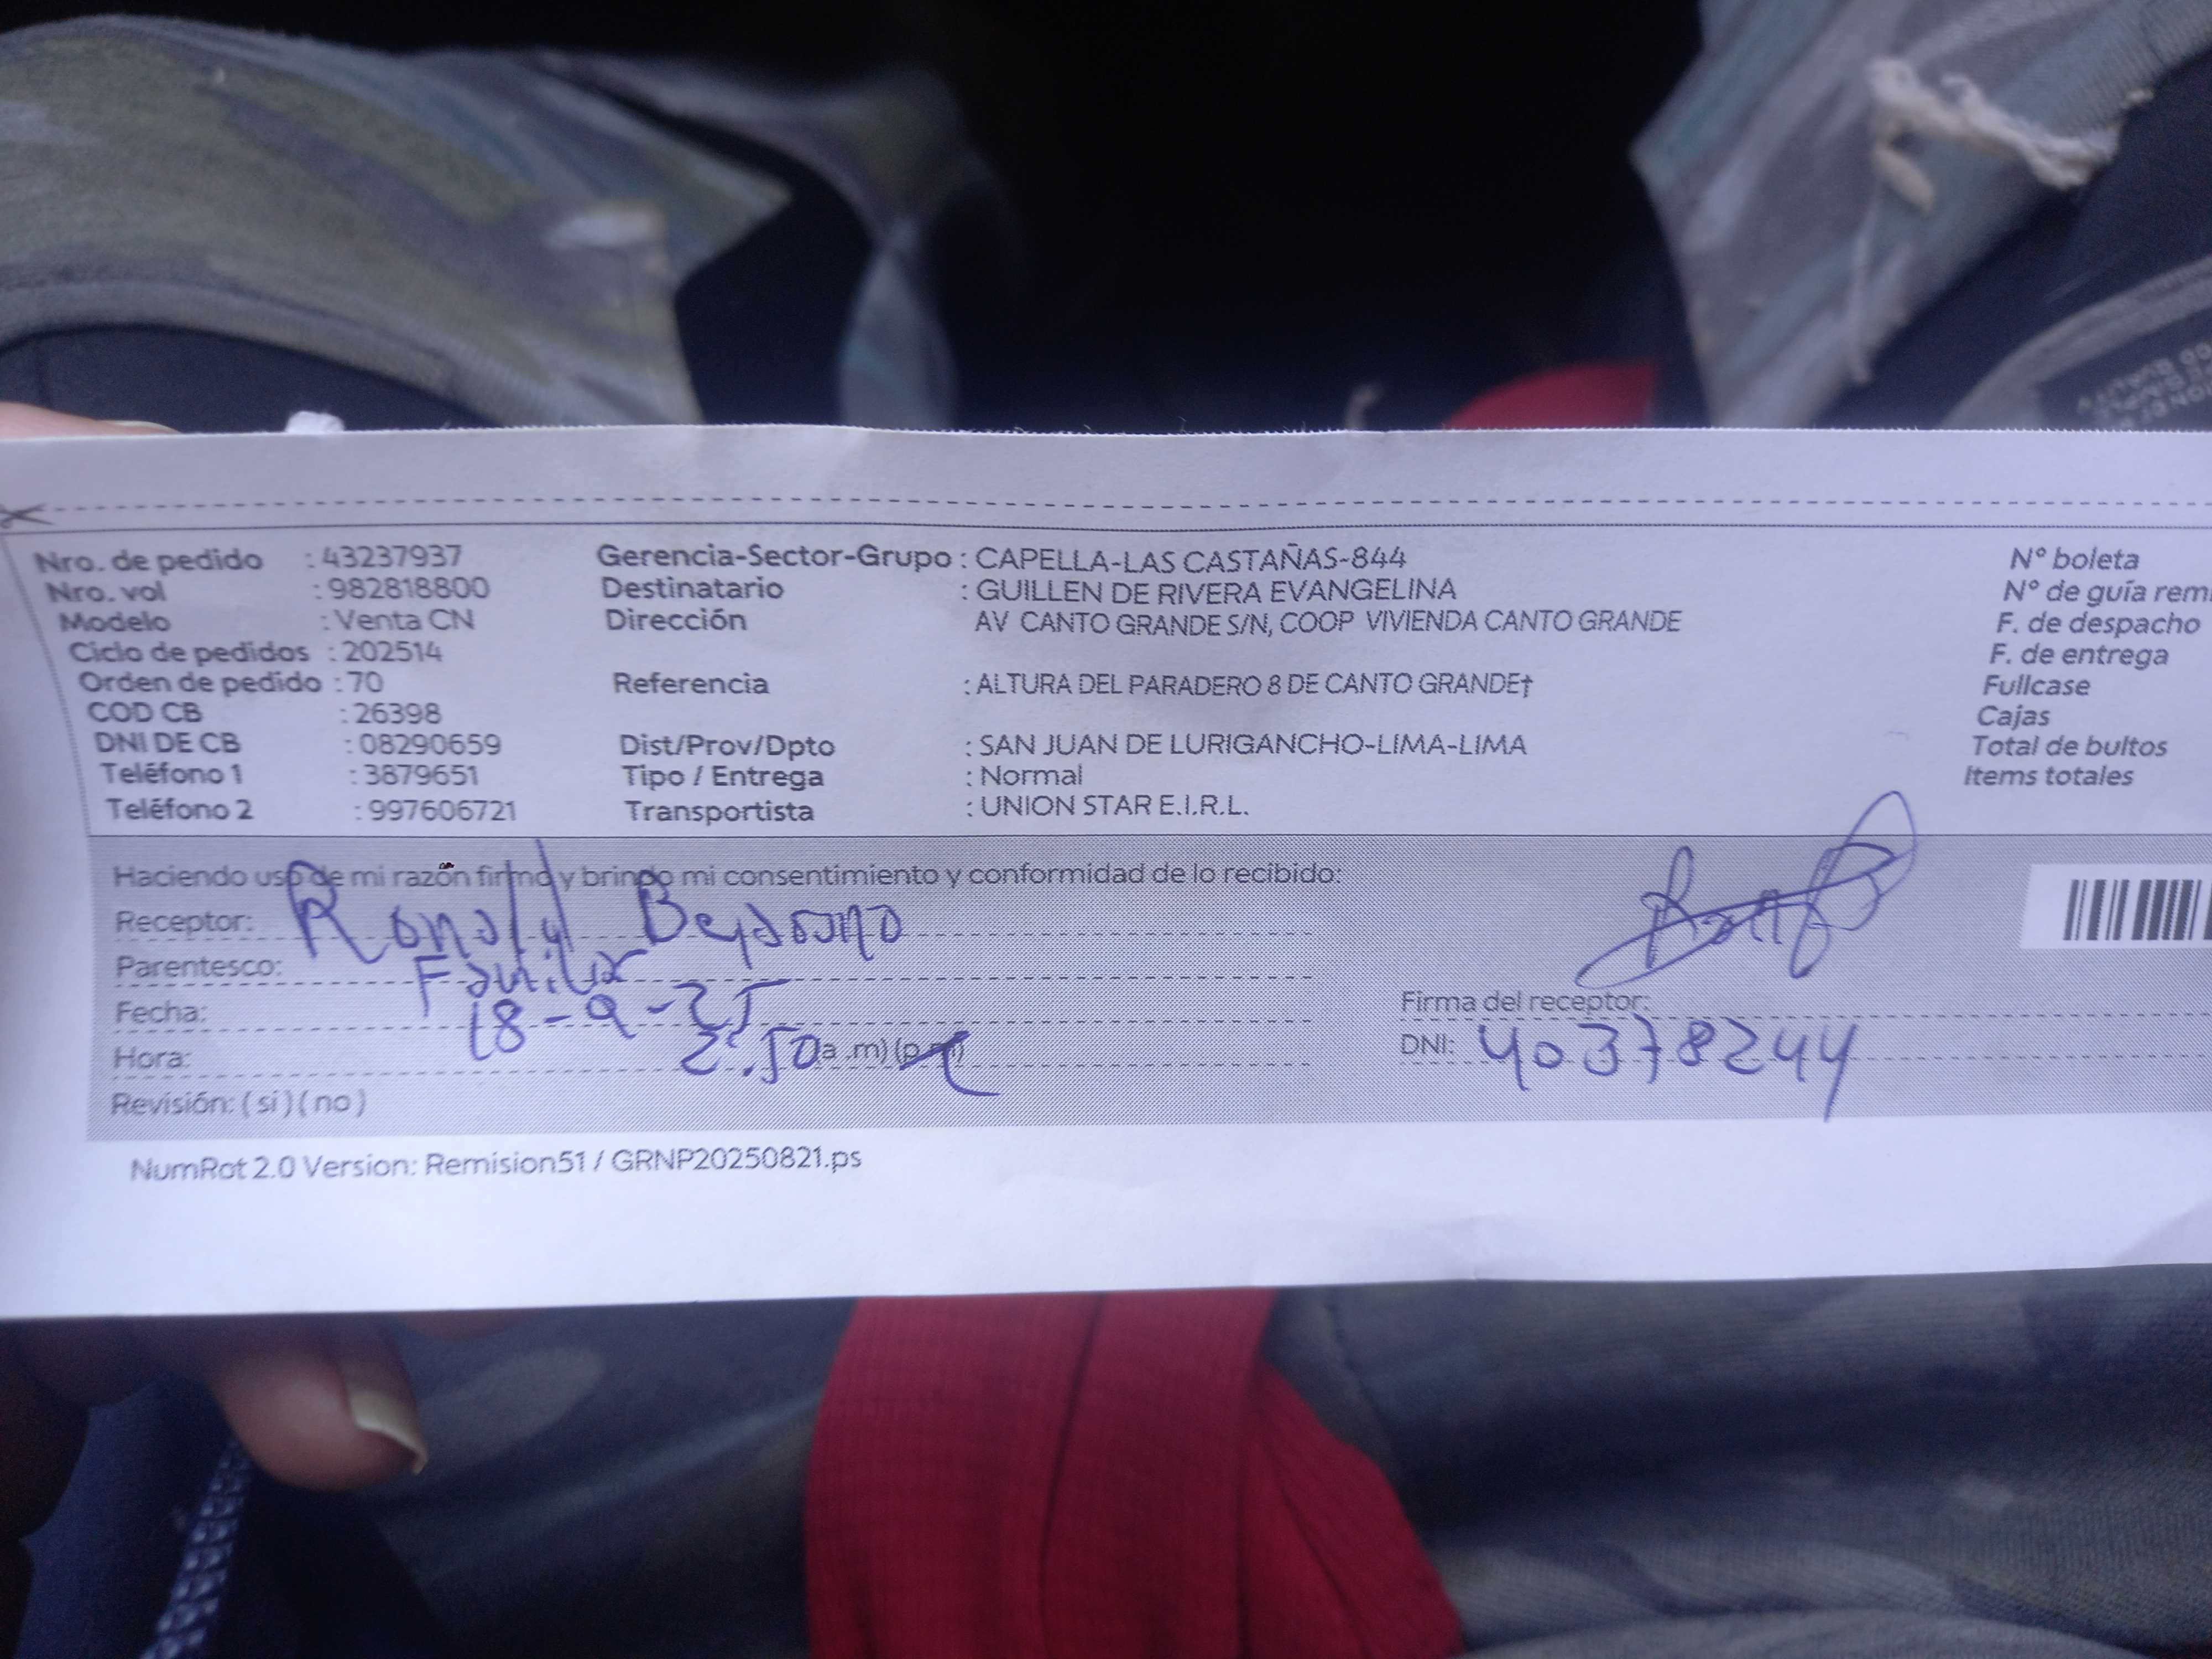 Nro. de pedido : 43237937 Gerencia-Sector-Grupo : CAPELLA-LAS CASTAÑAS-844 N° boleta
Nro. vol : 982818800 Destinatario : GUILLEN DE RIVERA EVANGELINA N° de guía remi
Modelo : Venta CN Dirección AV CANTO GRANDE S/N, COOP VIVIENDA CANTO GRANDE F. de despacho
Ciclo de pedidos : 202514 F. de entrega
Orden de pedido : 70 Referencia : ALTURA DEL PARADERO 8 DE CANTO GRANDE† Fullcase
COD CB : 26398 Cajas
DNI DE CB : 08290659 Dist/Prov/Dpto : SAN JUAN DE LURIGANCHO-LIMA-LIMA Total de bultos
Teléfono 1 : 3879651 Tipo / Entrega : Normal Items totales
Teléfono 2 : 997606721 Transportista : UNION STAR E.I.R.L.
Haciendo uso de mi razón firmo y brindo mi consentimiento y conformidad de lo recibido:
Receptor: Ronald
Parentesco: Familiar
Fecha: 18-9-25 Firma del receptor:
Hora: 2:50 (a .m) (p.m) DNI: 40378244
Revisión: ( si ) ( no )
NumRot 2.0 Version: Remision51 / GRNP20250821.ps